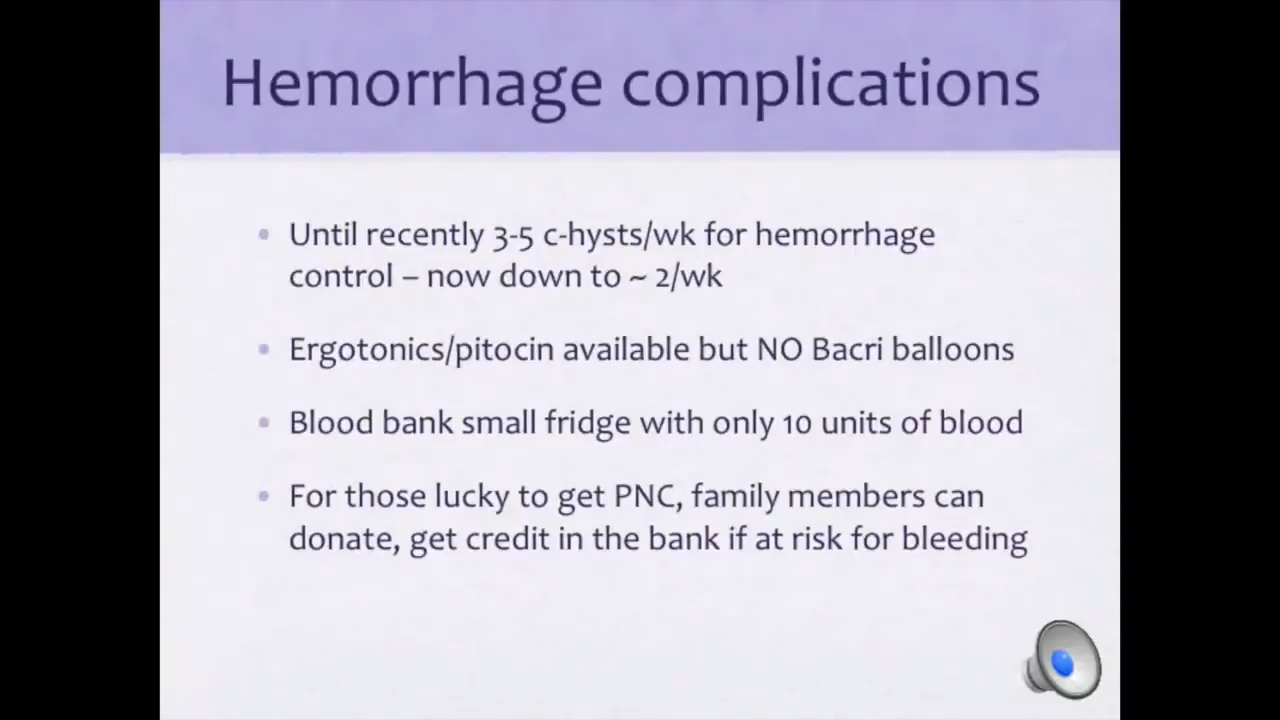 Hemorrhage complications
• Until recently 3-5 c-hysts/wk for hemorrhage
control – now down to ~ 2/wk
• Ergotonics/pitocin available but NO Bacri balloons
• Blood bank small fridge with only 10 units of blood
• For those lucky to get PNC, family members can
donate, get credit in the bank if at risk for bleeding